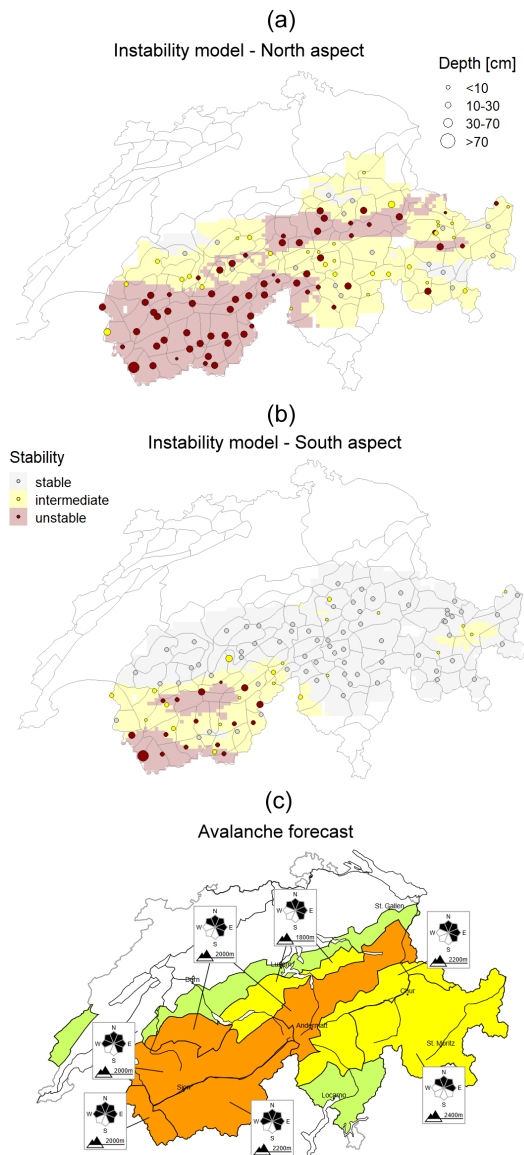 (a)
Instability model - North aspect
Depth [cm]
<10
10-30
30-70
>70
(b)
Instability model - South aspect
Stability
stable
intermediate
unstable
(c)
Avalanche forecast
St. Gallen
N
W E
S
2000m
N
W E
S
1800m
N
W E
S
2200m
Luzern
Bern
Chur
Andermatt
N
W E
S
2000m
St. Moritz
Sion
Locarno
N
W E
S
2000m
N
W E
S
2200m
N
W E
S
2400m